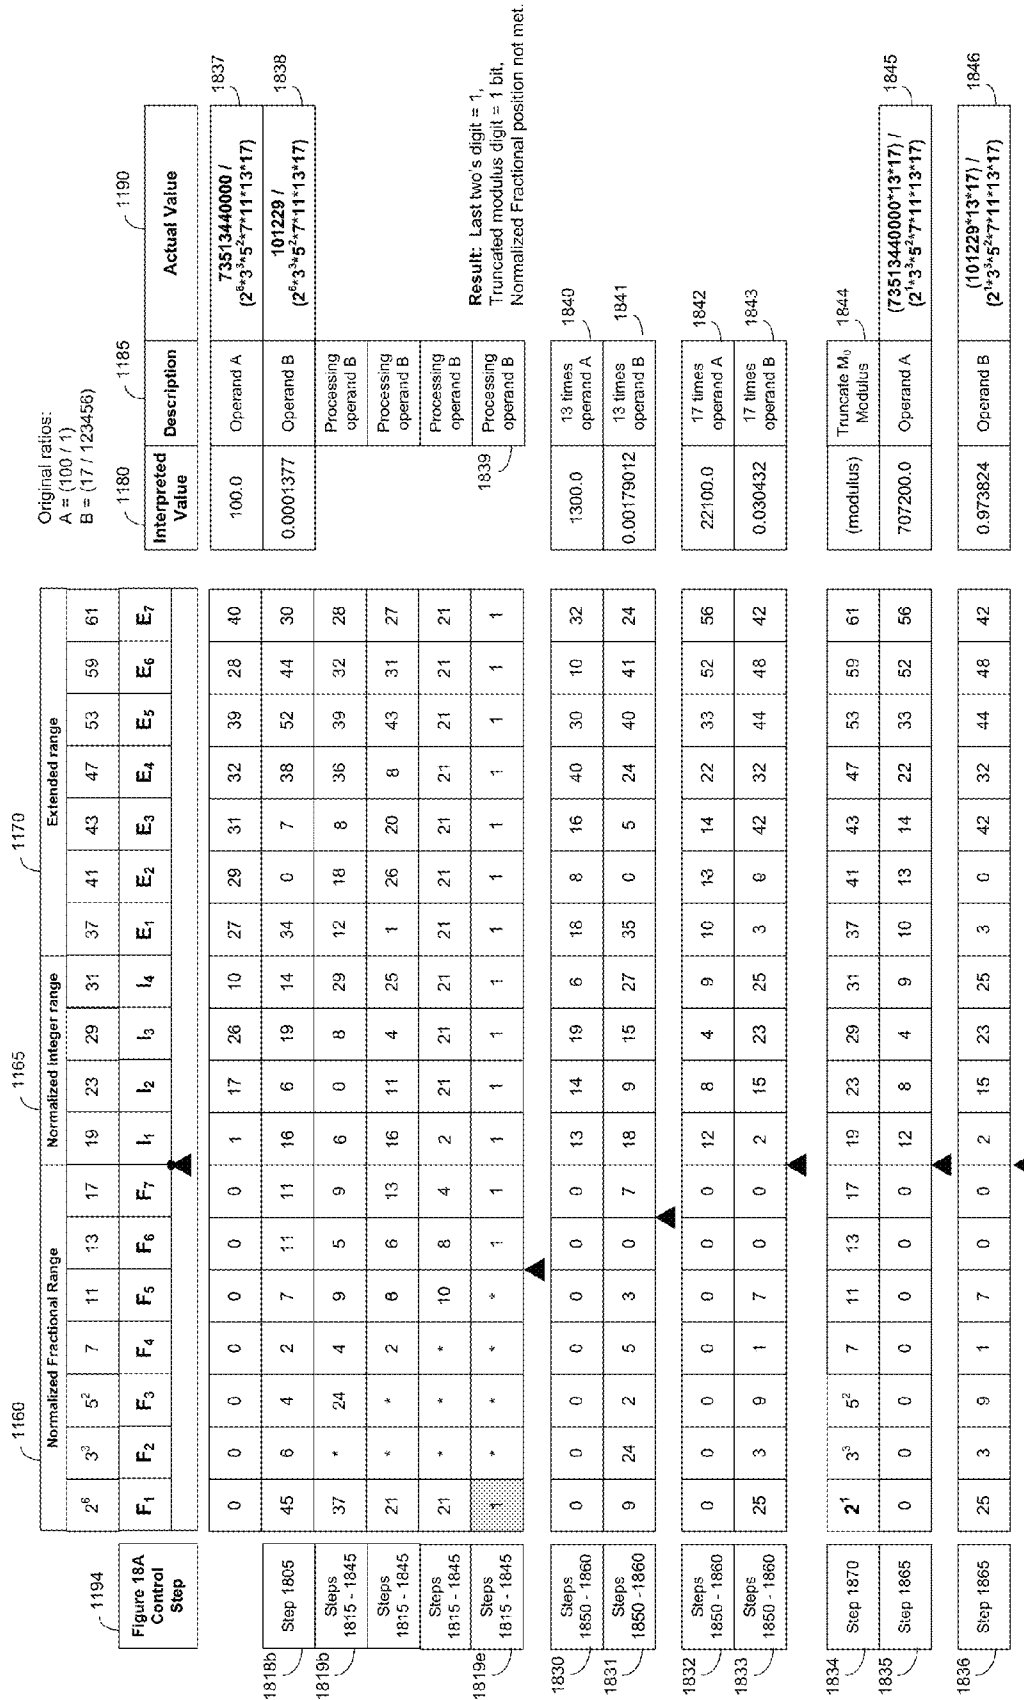 Original ratios:
A = (100 / 1)
B = (17 / 123456)
1160
1165
1170
Normalized Fractional Range
Normalized Integer range
Extended range
1194
1180
1185
1190
2⁶ 3³ 5² 7 11 13 17 19 23 29 31 37 41 43 47 53 59 61
Figure 18A Control Step F₁ F₂ F₃ F₄ F₅ F₆ F₇ I₁ I₂ I₃ I₄ E₁ E₂ E₃ E₄ E₅ E₆ E₇ Interpreted Value Description Actual Value
0 0 0 0 0 0 0 1 17 26 10 27 29 31 32 39 28 40 100.0 Operand A 73513440000 / (2⁶*3³*5²*7*11*13*17) 1837
1818b Step 1805 45 6 4 2 7 11 11 16 6 19 14 34 0 7 38 52 44 30 0.0001377 Operand B 101229 / (2⁶*3³*5²*7*11*13*17) 1838
1819b Steps 1815 - 1845 37 * 24 4 9 5 9 6 0 8 29 12 18 8 36 39 32 28 Processing operand B
Steps 1815 - 1845 21 * * 2 6 6 13 16 11 4 25 1 26 20 8 43 31 27 Processing operand B
Steps 1815 - 1845 21 * * * 10 8 4 2 21 21 21 21 21 21 21 21 21 21 Processing operand B
1819e Steps 1815 - 1845 1 * * * * 1 1 1 1 1 1 1 1 1 1 1 1 1 1839 Processing operand B
Result: Last two's digit = 1,
Truncated modulus digit = 1 bit,
Normalized Fractional position not met.
1830 Steps 1850 - 1860 0 0 0 0 0 0 0 13 14 19 6 18 8 16 40 30 10 32 1300.0 13 times operand A 1840
1831 Steps 1850 - 1860 9 24 2 5 3 0 7 18 9 15 27 35 0 5 24 40 41 24 0.00179012 13 times operand B 1841
1832 Steps 1850 - 1860 0 0 0 0 0 0 0 12 8 4 9 10 13 14 22 33 52 56 22100.0 17 times operand A 1842
1833 Steps 1850 - 1860 25 3 9 1 7 0 0 2 15 23 25 3 0 42 32 44 48 42 0.030432 17 times operand B 1843
1834 Step 1870 2¹ 3³ 5² 7 11 13 17 19 23 29 31 37 41 43 47 53 59 61 (modulus) Truncate M₀ Modulus 1844
1835 Step 1865 0 0 0 0 0 0 0 12 8 4 9 10 13 14 22 33 52 56 707200.0 Operand A (73513440000*13*17) / (2¹*3³*5²*7*11*13*17) 1845
1836 Step 1865 25 3 9 1 7 0 0 2 15 23 25 3 0 42 32 44 48 42 0.973824 Operand B (101229*13*17) / (2¹*3³*5²*7*11*13*17) 1846